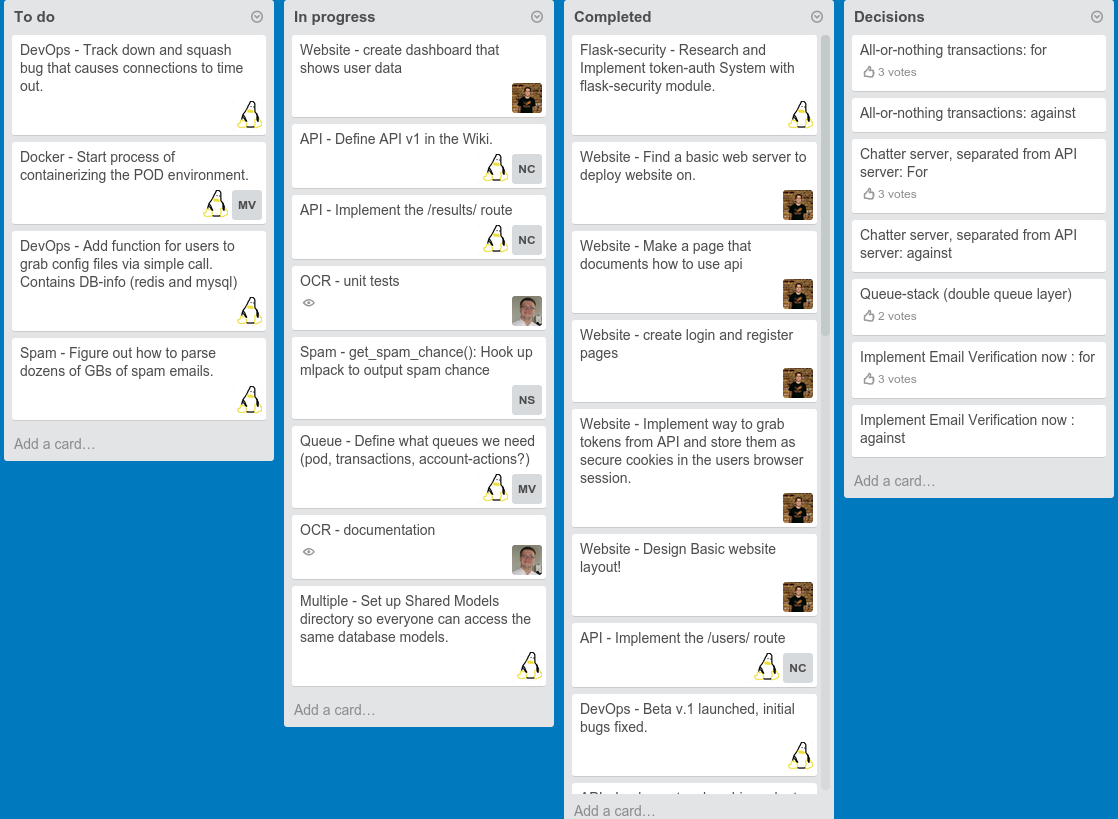 To do
DevOps - Track down and squash
bug that causes connections to time
out.
Docker - Start process of
containerizing the POD environment.
MV
DevOps - Add function for users to
grab config files via simple call.
Contains DB-info (redis and mysql)
Spam - Figure out how to parse
dozens of GBs of spam emails.
Add a card…
In progress
Website - create dashboard that
shows user data
API - Define API v1 in the Wiki.
NC
API - Implement the /results/ route
NC
OCR - unit tests
Spam - get_spam_chance(): Hook up
mlpack to output spam chance
NS
Queue - Define what queues we need
(pod, transactions, account-actions?)
MV
OCR - documentation
Multiple - Set up Shared Models
directory so everyone can access the
same database models.
Add a card…
Completed
Flask-security - Research and
Implement token-auth System with
flask-security module.
Website - Find a basic web server to
deploy website on.
Website - Make a page that
documents how to use api
Website - create login and register
pages
Website - Implement way to grab
tokens from API and store them as
secure cookies in the users browser
session.
Website - Design Basic website
layout!
API - Implement the /users/ route
NC
DevOps - Beta v.1 launched, initial
bugs fixed.
Add a card…
Decisions
All-or-nothing transactions: for
3 votes
All-or-nothing transactions: against
Chatter server, separated from API
server: For
3 votes
Chatter server, separated from API
server: against
Queue-stack (double queue layer)
2 votes
Implement Email Verification now : for
3 votes
Implement Email Verification now :
against
Add a card…